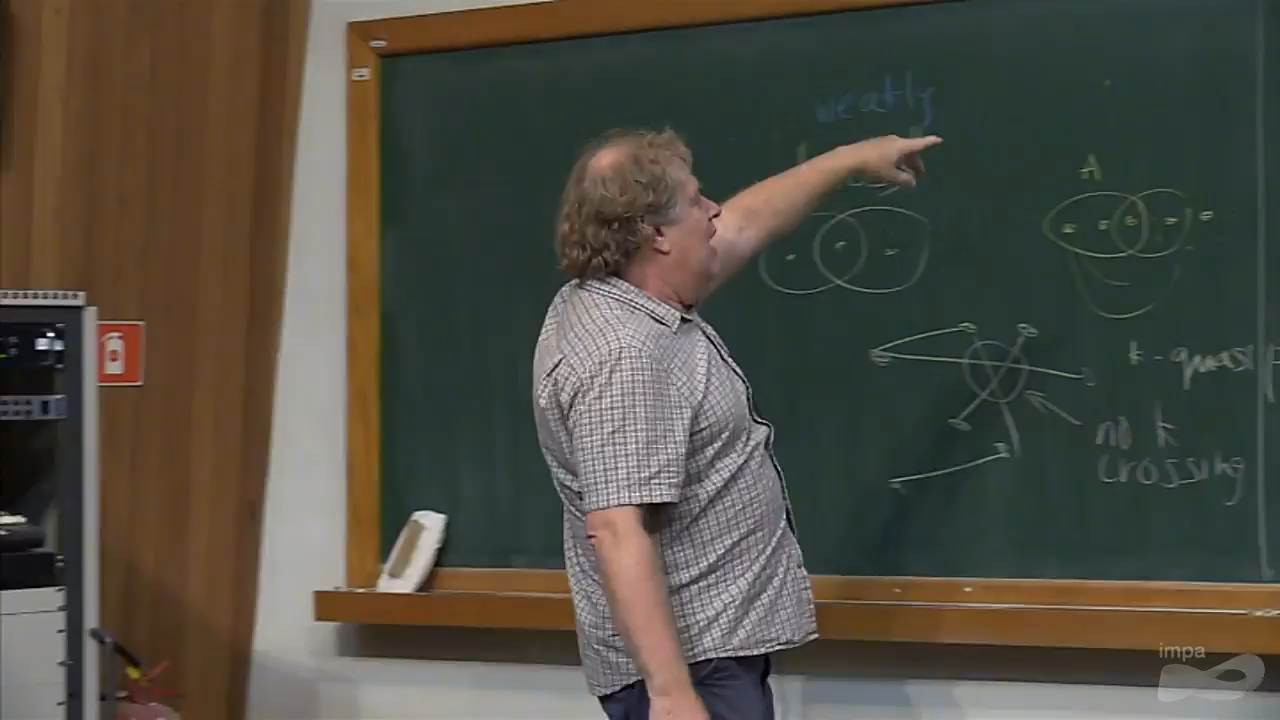 weakly
A
k-quasi
no k
crossing
impa